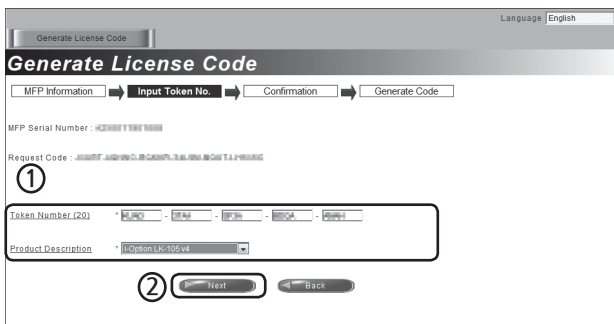 Language English
Generate License Code
Generate License Code
MFP Information Input Token No. Confirmation Generate Code
MFP Serial Number :
Request Code :
1
Token Number (20) * - - - -
Product Description * i-Option LK-105 v4
2 Next Back